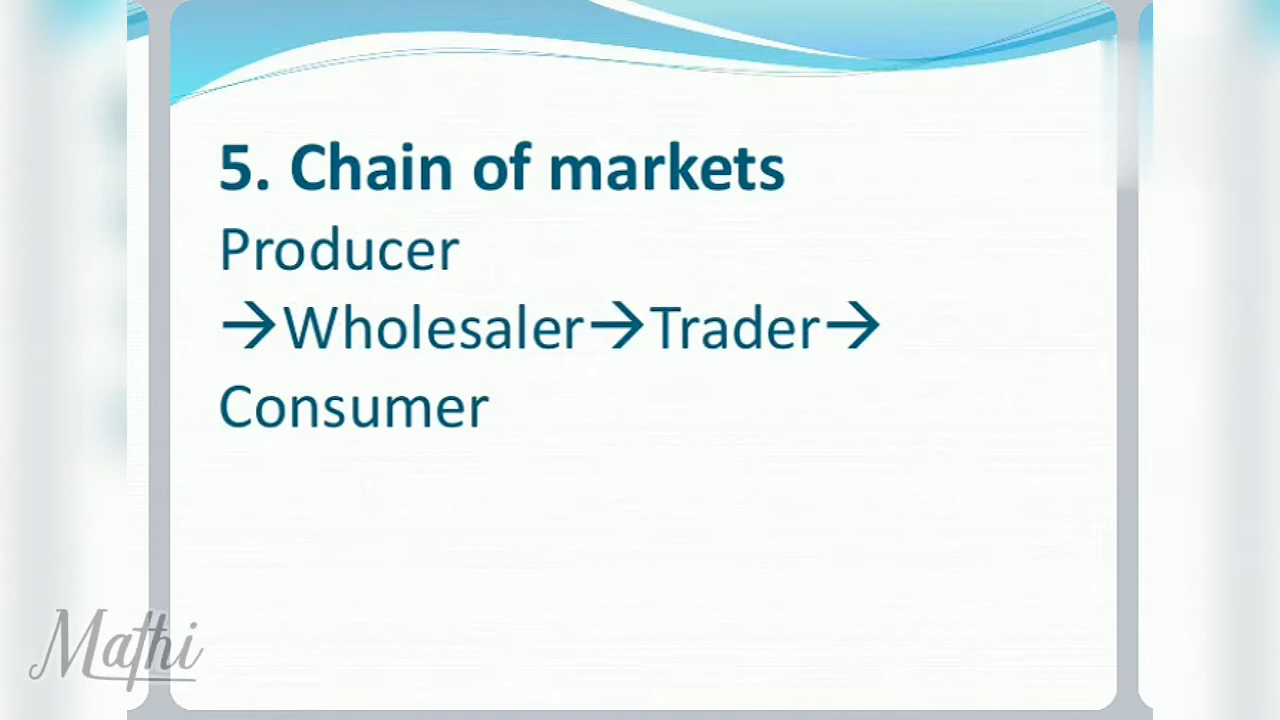 5. Chain of markets
Producer
→Wholesaler→Trader→
Consumer
Mathi